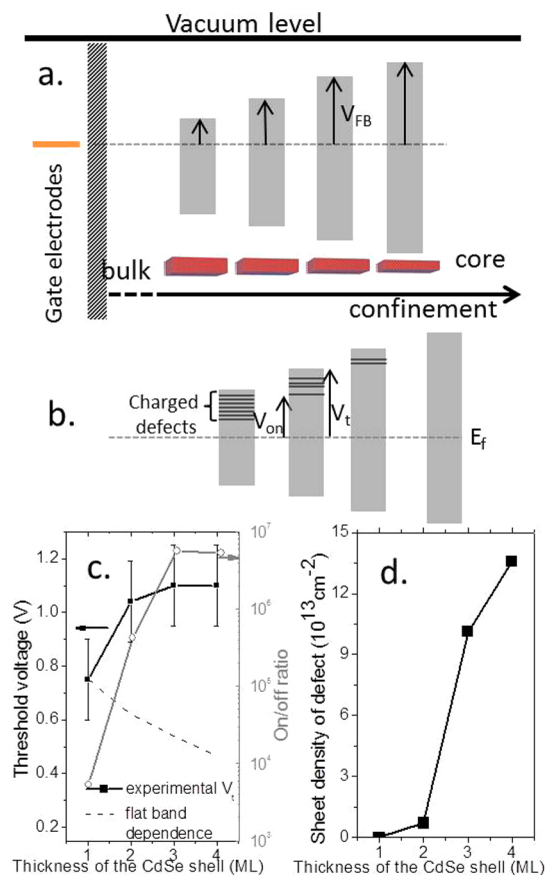 Vacuum level
a.
V_FB
Gate electrodes
bulk
core
confinement
b.
Charged
defects
V_on
V_t
E_f
c.
Threshold voltage (V)
1.2
1.0
0.8
0.6
0.4
0.2
10^7
10^6
10^5
10^4
10^3
On/off ratio
experimental V_t
flat band
dependence
1 2 3 4
Thickness of the CdSe shell (ML)
d.
Sheet density of defect (10^13 cm^-2)
15
12
9
6
3
0
1 2 3 4
Thickness of the CdSe shell (ML)